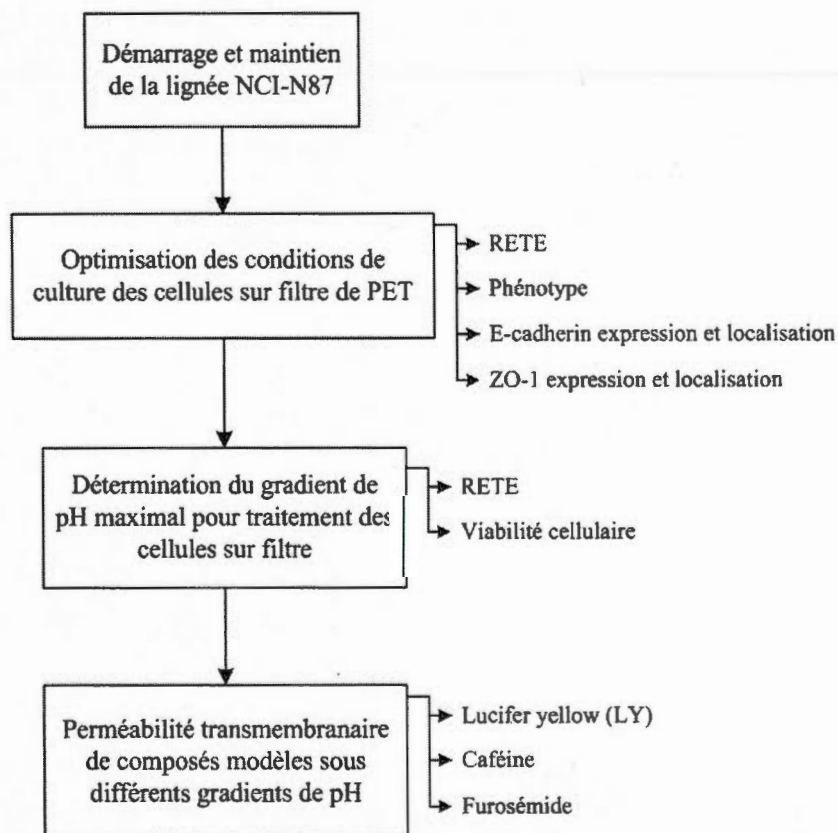 Démarrage et maintien
de la lignée NCI-N87
Optimisation des conditions de
culture des cellules sur filtre de PET
RETE
Phénotype
E-cadherin expression et localisation
ZO-1 expression et localisation
Détermination du gradient de
pH maximal pour traitement des
cellules sur filtre
RETE
Viabilité cellulaire
Perméabilité transmembranaire
de composés modèles sous
différents gradients de pH
Lucifer yellow (LY)
Caféine
Furosémide